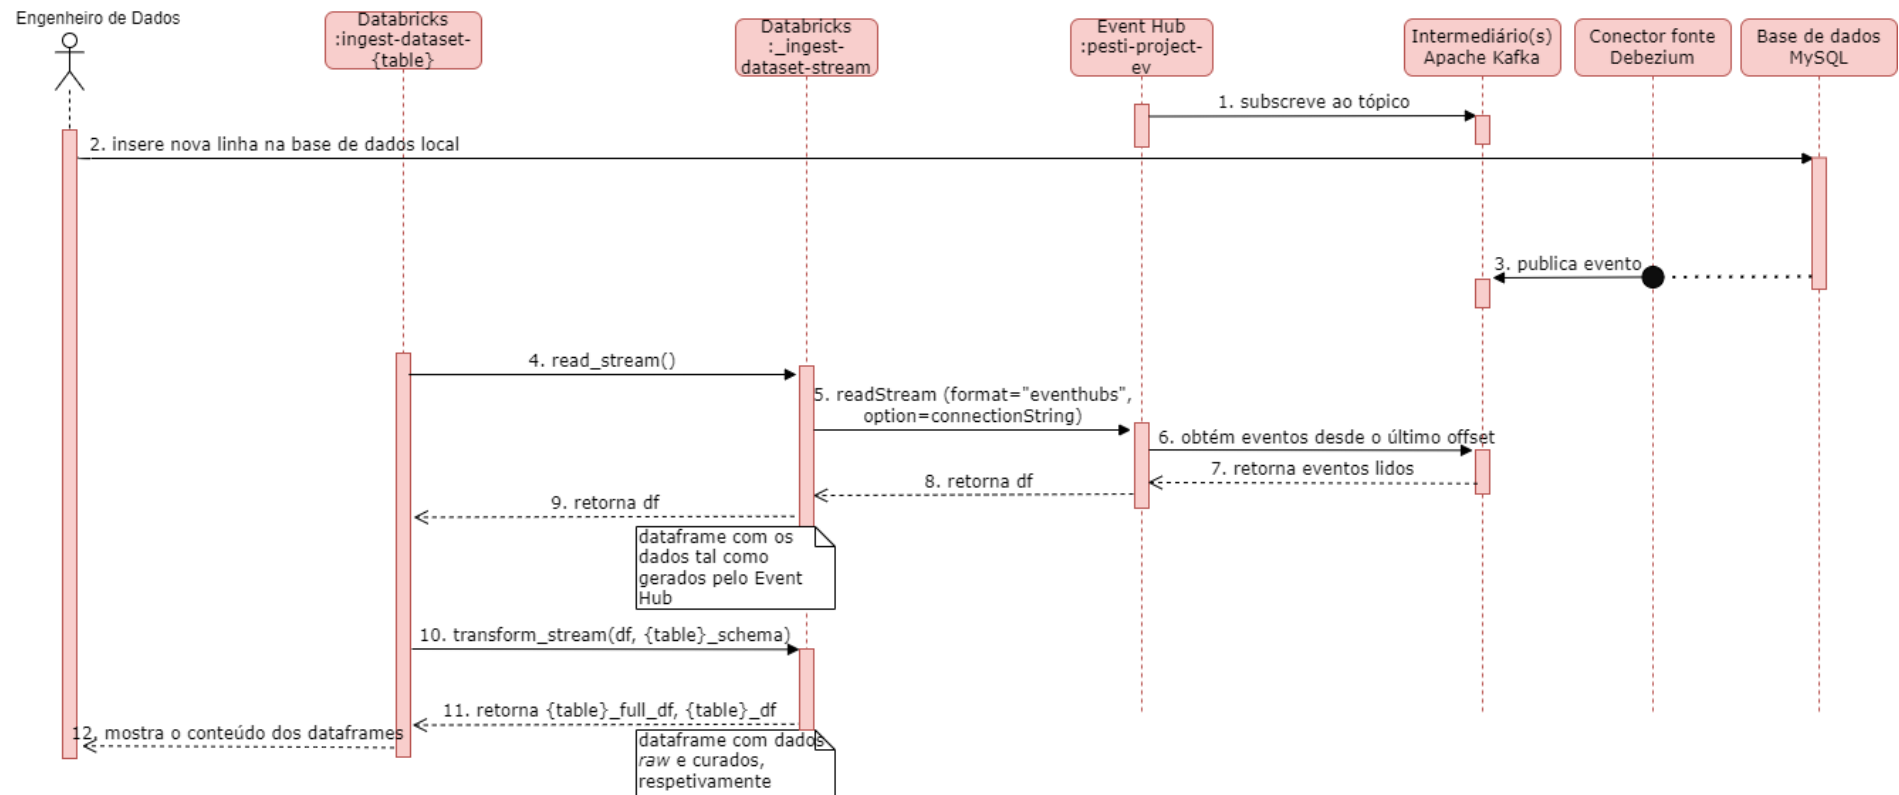 Engenheiro de Dados
Databricks
:ingest-dataset-
{table}
Databricks
:_ingest-
dataset-stream
Event Hub
:pesti-project-
ev
Intermediário(s)
Apache Kafka
Conector fonte
Debezium
Base de dados
MySQL
1. subscreve ao tópico
2. insere nova linha na base de dados local
3. publica evento
4. read_stream()
5. readStream (format="eventhubs",
option=connectionString)
6. obtém eventos desde o último offset
7. retorna eventos lidos
8. retorna df
9. retorna df
dataframe com os
dados tal como
gerados pelo Event
Hub
10. transform_stream(df, {table}_schema)
11. retorna {table}_full_df, {table}_df
12. mostra o conteúdo dos dataframes
dataframe com dados
raw e curados,
respetivamente